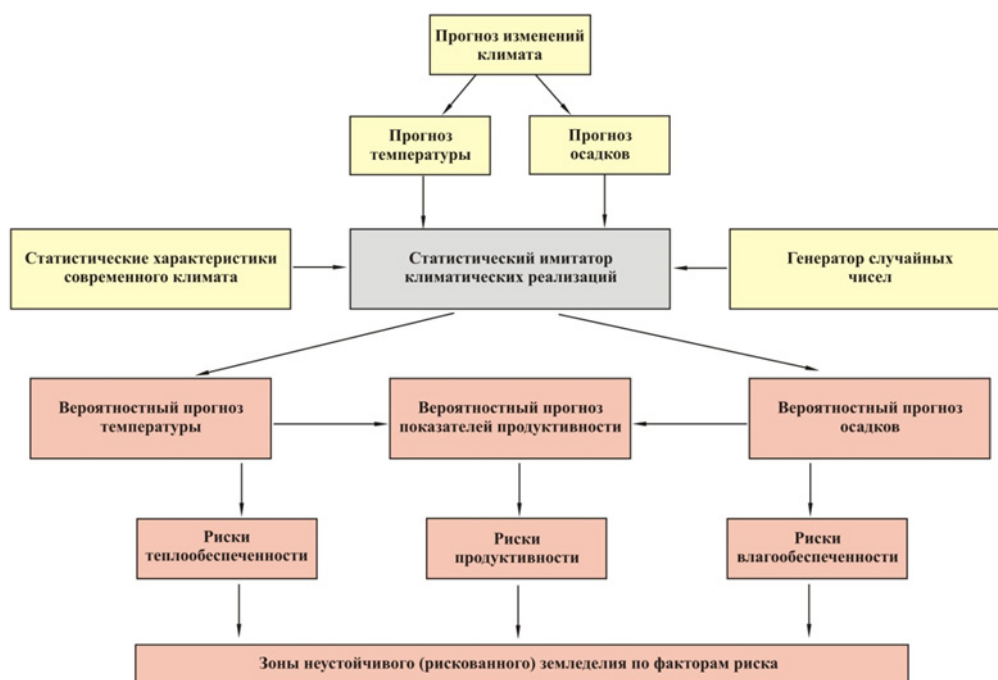 Прогноз изменений
климата
Прогноз
температуры
Прогноз
осадков
Статистические характеристики
современного климата
Статистический имитатор
климатических реализаций
Генератор случайных
чисел
Вероятностный прогноз
температуры
Вероятностный прогноз
показателей продуктивности
Вероятностный прогноз
осадков
Риски
теплообеспеченности
Риски
продуктивности
Риски
влагообеспеченности
Зоны неустойчивого (рискованного) земледелия по факторам риска